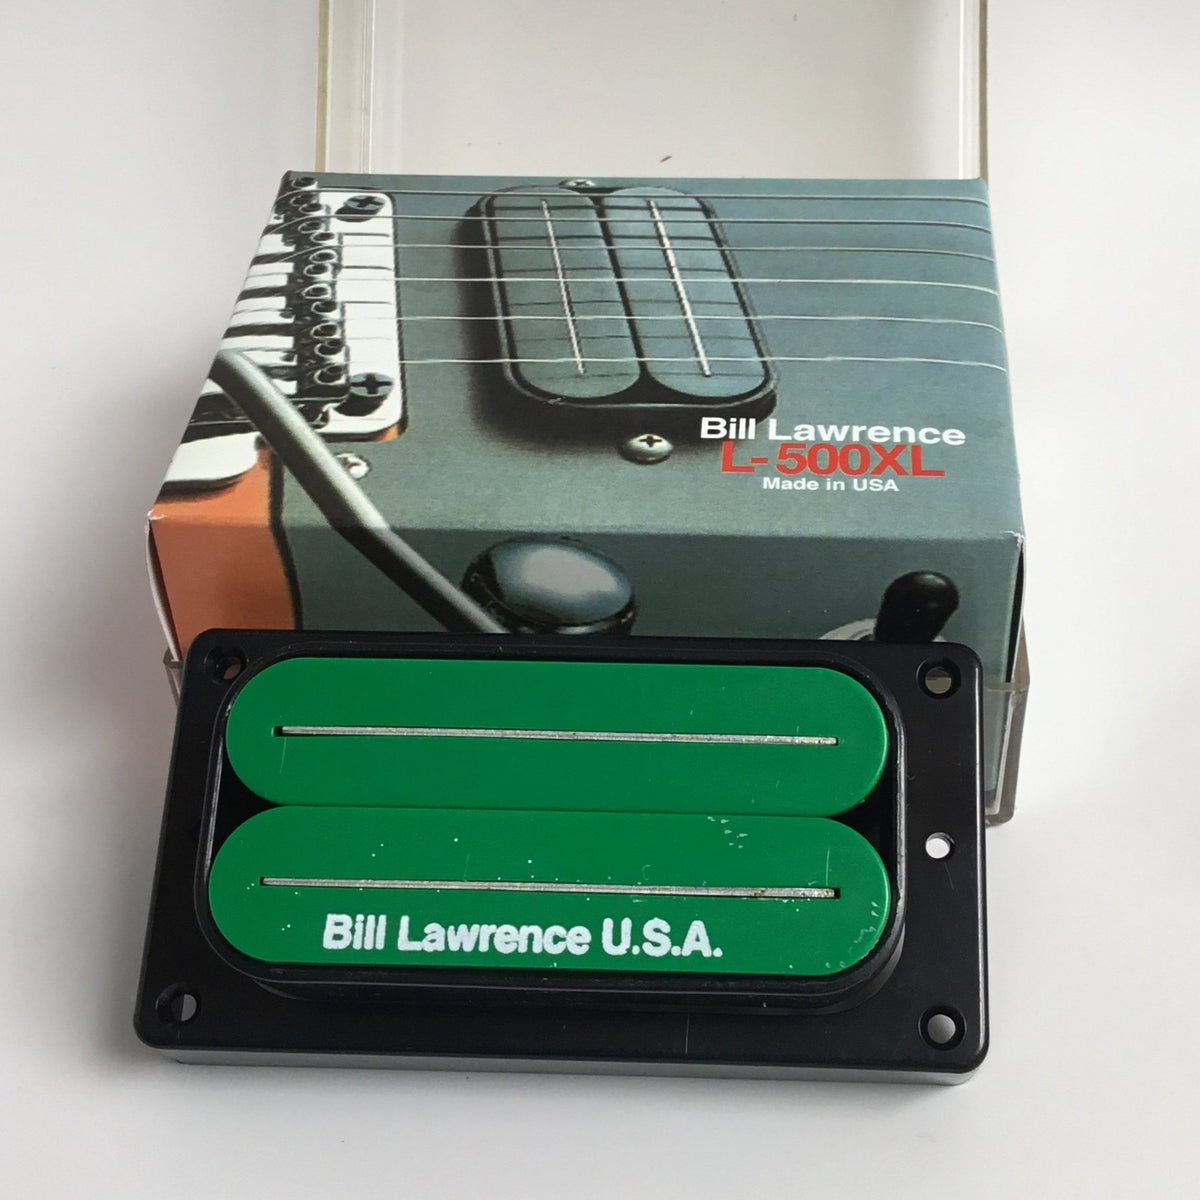 Bill Lawrence
L-500XL
Made in USA
Bill Lawrence U.S.A.